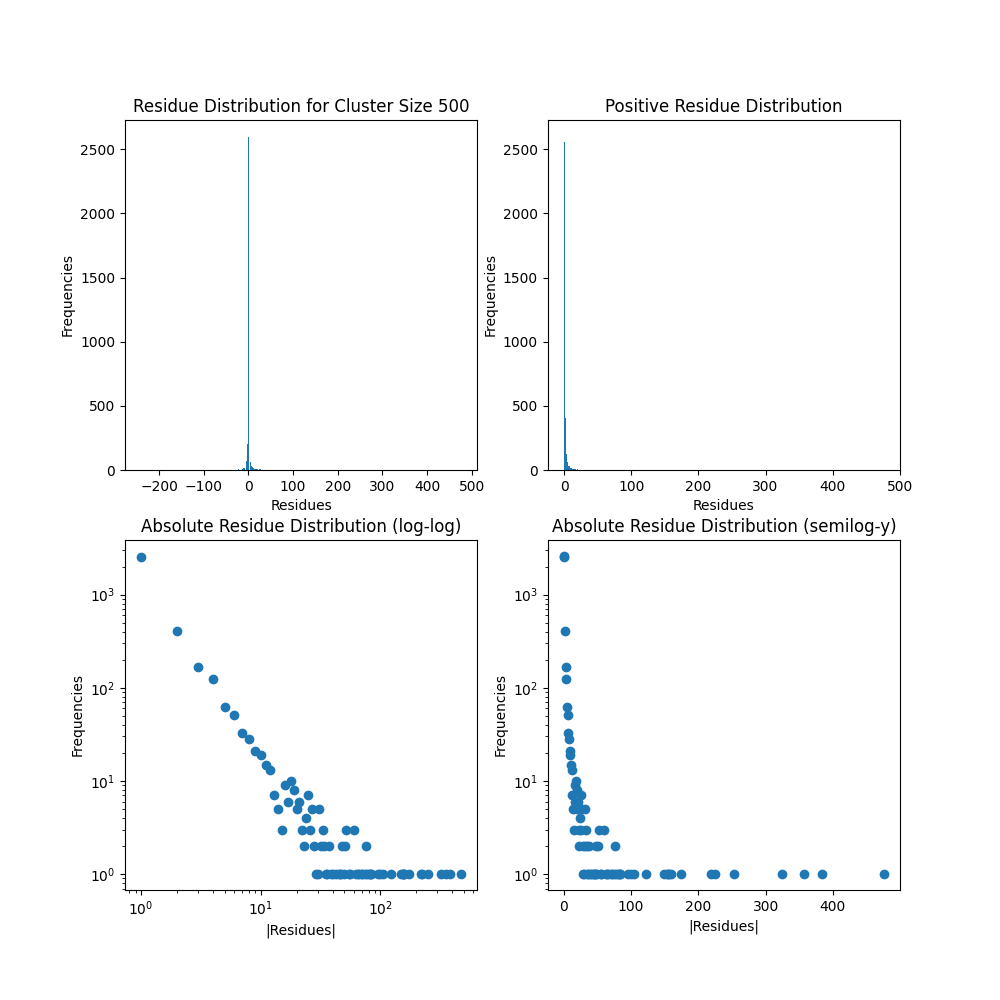 Residue Distribution for Cluster Size 500
Frequencies
2500
2000
1500
1000
500
0
−200 −100 0 100 200 300 400 500
Residues
Positive Residue Distribution
Frequencies
2500
2000
1500
1000
500
0
0 100 200 300 400 500
Residues
Absolute Residue Distribution (log-log)
Frequencies
10³
10²
10¹
10⁰
10⁰ 10¹ 10²
|Residues|
Absolute Residue Distribution (semilog-y)
Frequencies
10³
10²
10¹
10⁰
0 100 200 300 400
|Residues|